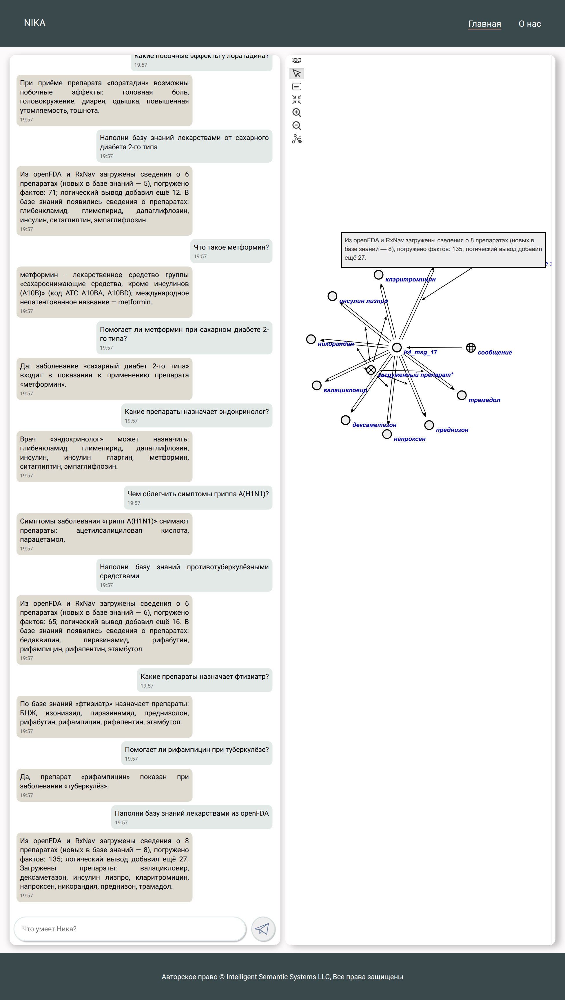 NIKA
Главная
О нас
Какие побочные эффекты у лоратадина?
19:57
При приёме препарата «лоратадин» возможны
побочные эффекты: головная боль,
головокружение, диарея, одышка, повышенная
утомляемость, тошнота.
19:57
Наполни базу знаний лекарствами от сахарного
диабета 2-го типа
19:57
Из openFDA и RxNav загружены сведения о 6
препаратах (новых в базе знаний — 5), погружено
фактов: 71; логический вывод добавил ещё 12. В
базе знаний появились сведения о препаратах:
глибенкламид, глимепирид, дапаглифлозин,
инсулин, ситаглиптин, эмпаглифлозин.
19:57
Что такое метформин?
19:57
метформин - лекарственное средство группы
«сахароснижающие средства, кроме инсулинов
(A10B)» (код АТС A10BA, A10BD); международное
непатентованное название — metformin.
19:57
Помогает ли метформин при сахарном диабете 2-
го типа?
19:57
Да: заболевание «сахарный диабет 2-го типа»
входит в показания к применению препарата
«метформин».
19:57
Какие препараты назначает эндокринолог?
19:57
Врач «эндокринолог» может назначить:
глибенкламид, глимепирид, дапаглифлозин,
инсулин, инсулин гларгин, метформин,
ситаглиптин, эмпаглифлозин.
19:57
Чем облегчить симптомы гриппа A(H1N1)?
19:57
Симптомы заболевания «грипп A(H1N1)» снимают
препараты: ацетилсалициловая кислота,
парацетамол.
19:57
Наполни базу знаний противотуберкулёзными
средствами
19:57
Из openFDA и RxNav загружены сведения о 6
препаратах (новых в базе знаний — 6), погружено
фактов: 65; логический вывод добавил ещё 16. В
базе знаний появились сведения о препаратах:
бедаквилин, пиразинамид, рифабутин,
рифампицин, рифапентин, этамбутол.
19:57
Какие препараты назначает фтизиатр?
19:57
По базе знаний «фтизиатр» назначает препараты:
БЦЖ, изониазид, пиразинамид, преднизолон,
рифабутин, рифампицин, рифапентин, этамбутол.
19:57
Помогает ли рифампицин при туберкулёзе?
19:57
Да, препарат «рифампицин» показан при
заболевании «туберкулёз».
19:57
Наполни базу знаний лекарствами из openFDA
19:57
Из openFDA и RxNav загружены сведения о 8
препаратах (новых в базе знаний — 8), погружено
фактов: 135; логический вывод добавил ещё 27.
Загружены препараты: валацикловир,
дексаметазон, инсулин лизпро, кларитромицин,
напроксен, никорандил, преднизон, трамадол.
19:57
Что умеет Ника?
Из openFDA и RxNav загружены сведения о 8 препаратах (новых в
базе знаний — 8), погружено фактов: 135; логический вывод добавил
ещё 27.
кларитромицин
инсулин лизпро
никорандил
lr4_msg_17
сообщение
загруженный препарат*
валацикловир
трамадол
дексаметазон
преднизон
напроксен
Авторское право © Intelligent Semantic Systems LLC, Все права защищены